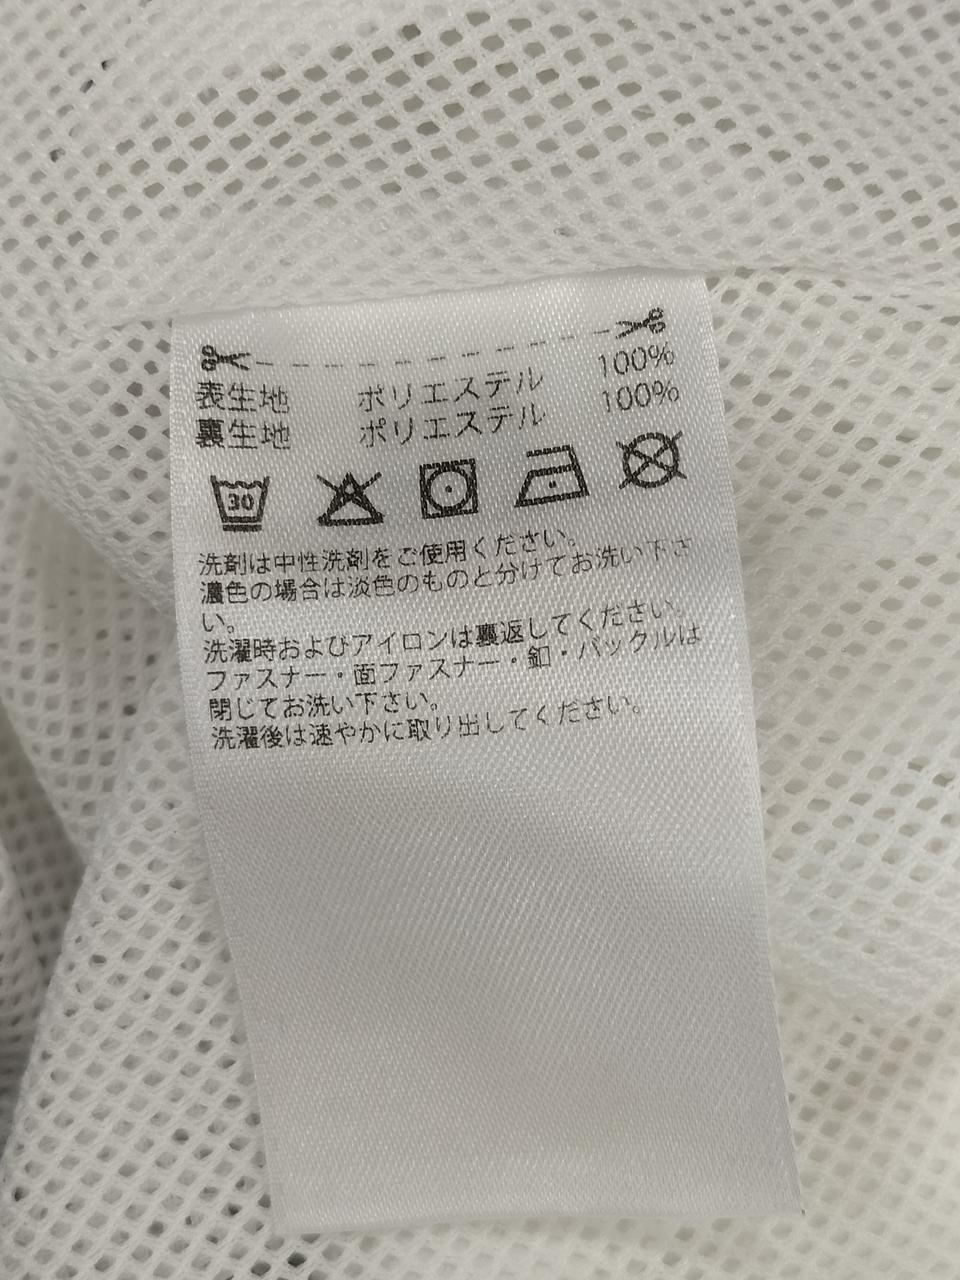 表生地 ポリエステル 100%
裏生地 ポリエステル 100%
30
洗剤は中性洗剤をご使用ください。
濃色の場合は淡色のものと分けてお洗い下さ
い。
洗濯時およびアイロンは裏返してください。
ファスナー・面ファスナー・釦・バックルは
閉じてお洗い下さい。
洗濯後は速やかに取り出してください。